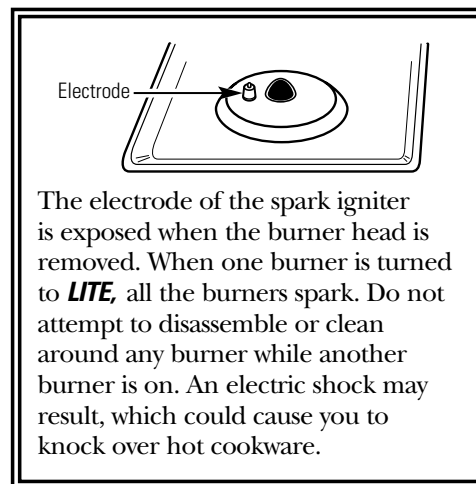 Electrode
The electrode of the spark igniter
is exposed when the burner head is
removed. When one burner is turned
to LITE, all the burners spark. Do not
attempt to disassemble or clean
around any burner while another
burner is on. An electric shock may
result, which could cause you to
knock over hot cookware.